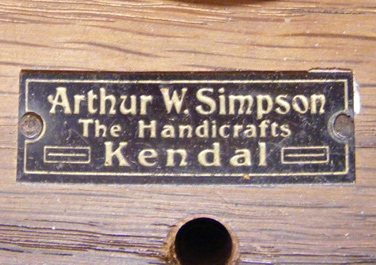 Arthur W. Simpson
The Handicrafts
Kendal